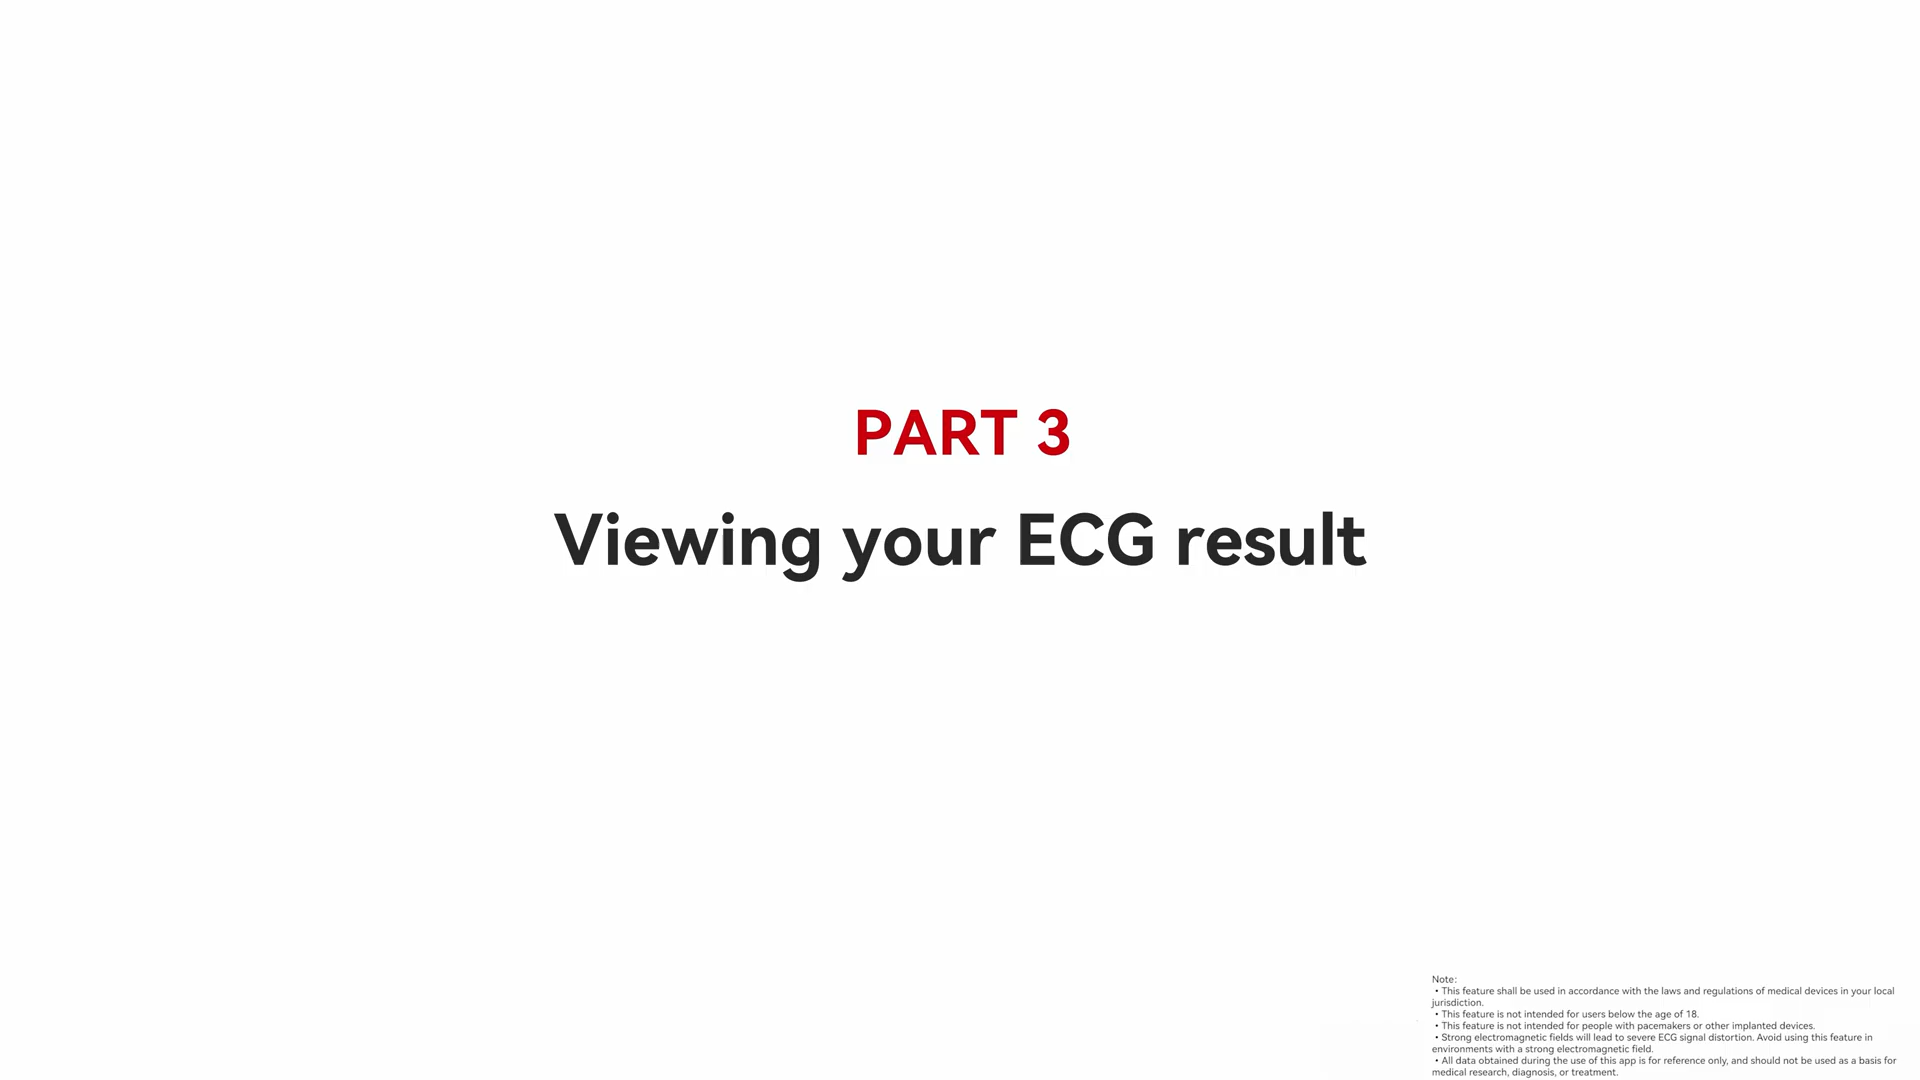 PART 3
Viewing your ECG result
Note:
• This feature shall be used in accordance with the laws and regulations of medical devices in your local
jurisdiction.
• This feature is not intended for users below the age of 18.
• This feature is not intended for people with pacemakers or other implanted devices.
• Strong electromagnetic fields will lead to severe ECG signal distortion. Avoid using this feature in
environments with a strong electromagnetic field.
• All data obtained during the use of this app is for reference only, and should not be used as a basis for
medical research, diagnosis, or treatment.